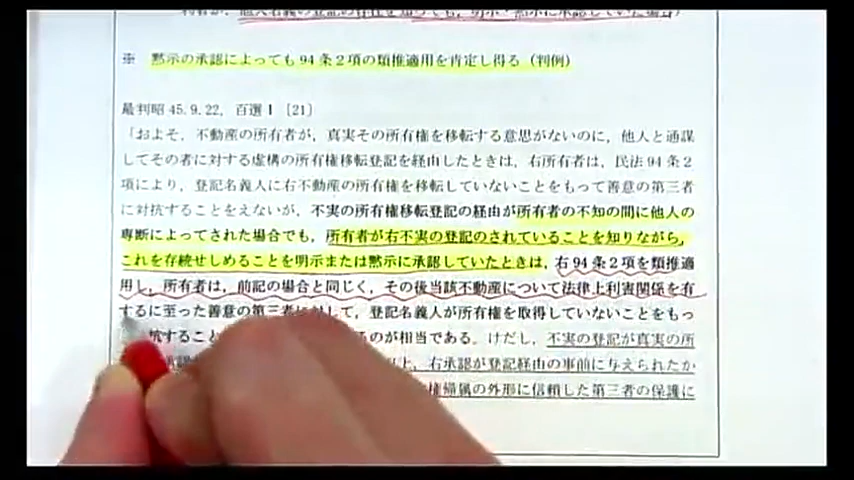 ※ 黙示の承認によっても94条2項の類推適用を肯定し得る（判例）
最判昭45.9.22，百選Ⅰ［21］
「およそ，不動産の所有者が，真実その所有権を移転する意思がないのに，他人と通謀
してその者に対する虚構の所有権移転登記を経由したときは，右所有者は，民法94条2
項により，登記名義人に右不動産の所有権を移転していないことをもって善意の第三者
に対抗することをえないが，不実の所有権移転登記の経由が所有者の不知の間に他人の
専断によってされた場合でも，所有者が右不実の登記のされていることを知りながら，
これを存続せしめることを明示または黙示に承認していたときは，右94条2項を類推適
用し，所有者は，前記の場合と同じく，その後当該不動産について法律上利害関係を有
するに至った善意の第三者に対して，登記名義人が所有権を取得していないことをもっ
抗すること のが相当である。けだし，不実の登記が真実の所
右承認が登記経由の事前に与えられたか
権帰属の外形に信頼した第三者の保護に